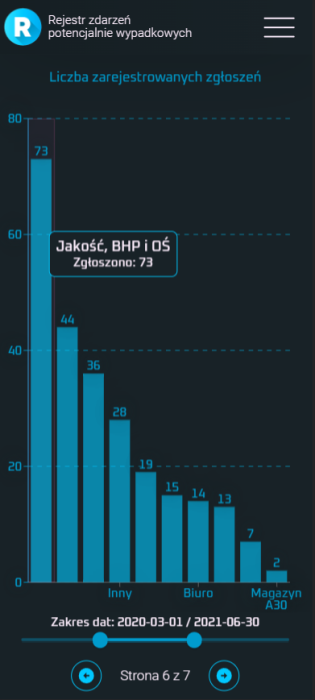 R
Rejestr zdarzeń
potencjalnie wypadkowych
Liczba zarejestrowanych zgłoszeń
80
73
60
Jakość, BHP i OŚ
Zgłoszono: 73
44
40
36
28
20
19
15
14
13
7
2
0
Inny
Biuro
Magazyn
A30
Zakres dat: 2020-03-01 / 2021-06-30
Strona 6 z 7